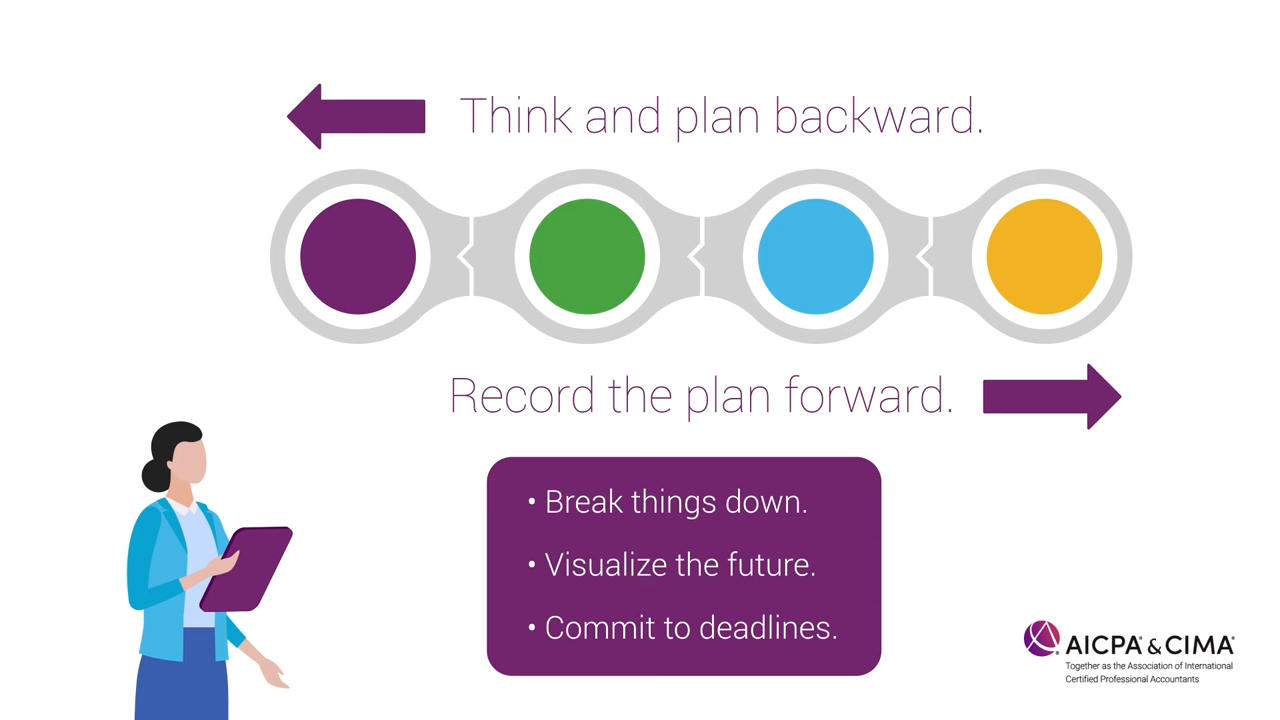 Think and plan backward.
Record the plan forward.
• Break things down.
• Visualize the future.
• Commit to deadlines.
AICPA® & CIMA®
Together as the Association of International
Certified Professional Accountants